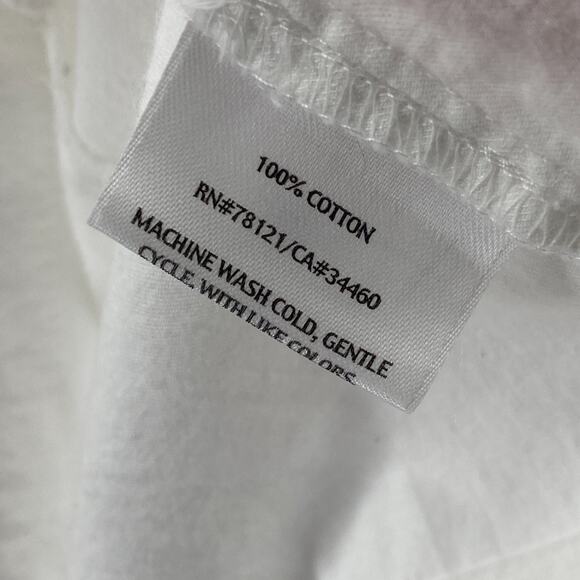 100% COTTON
RN#78121/CA#34460
MACHINE WASH COLD, GENTLE
CYCLE, WITH LIKE COLORS